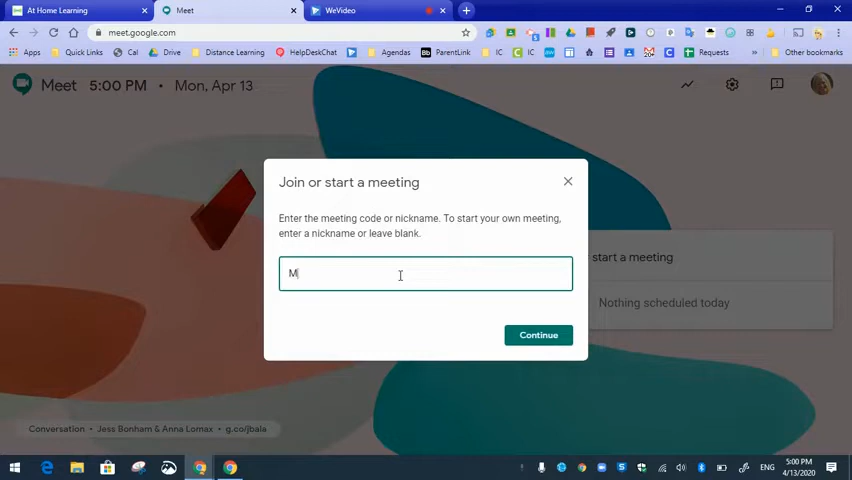 At Home Learning
Meet
WeVideo
meet.google.com
Apps
Quick Links
Cal
Drive
Distance Learning
HelpDeskChat
Agendas
Bb
ParentLink
IC
IC
Requests
Other bookmarks
Meet 5:00 PM • Mon, Apr 13
Join or start a meeting
Enter the meeting code or nickname. To start your own meeting,
enter a nickname or leave blank.
M
Continue
start a meeting
Nothing scheduled today
Conversation • Jess Bonham & Anna Lomax • g.co/jbala
ENG
5:00 PM
4/13/2020